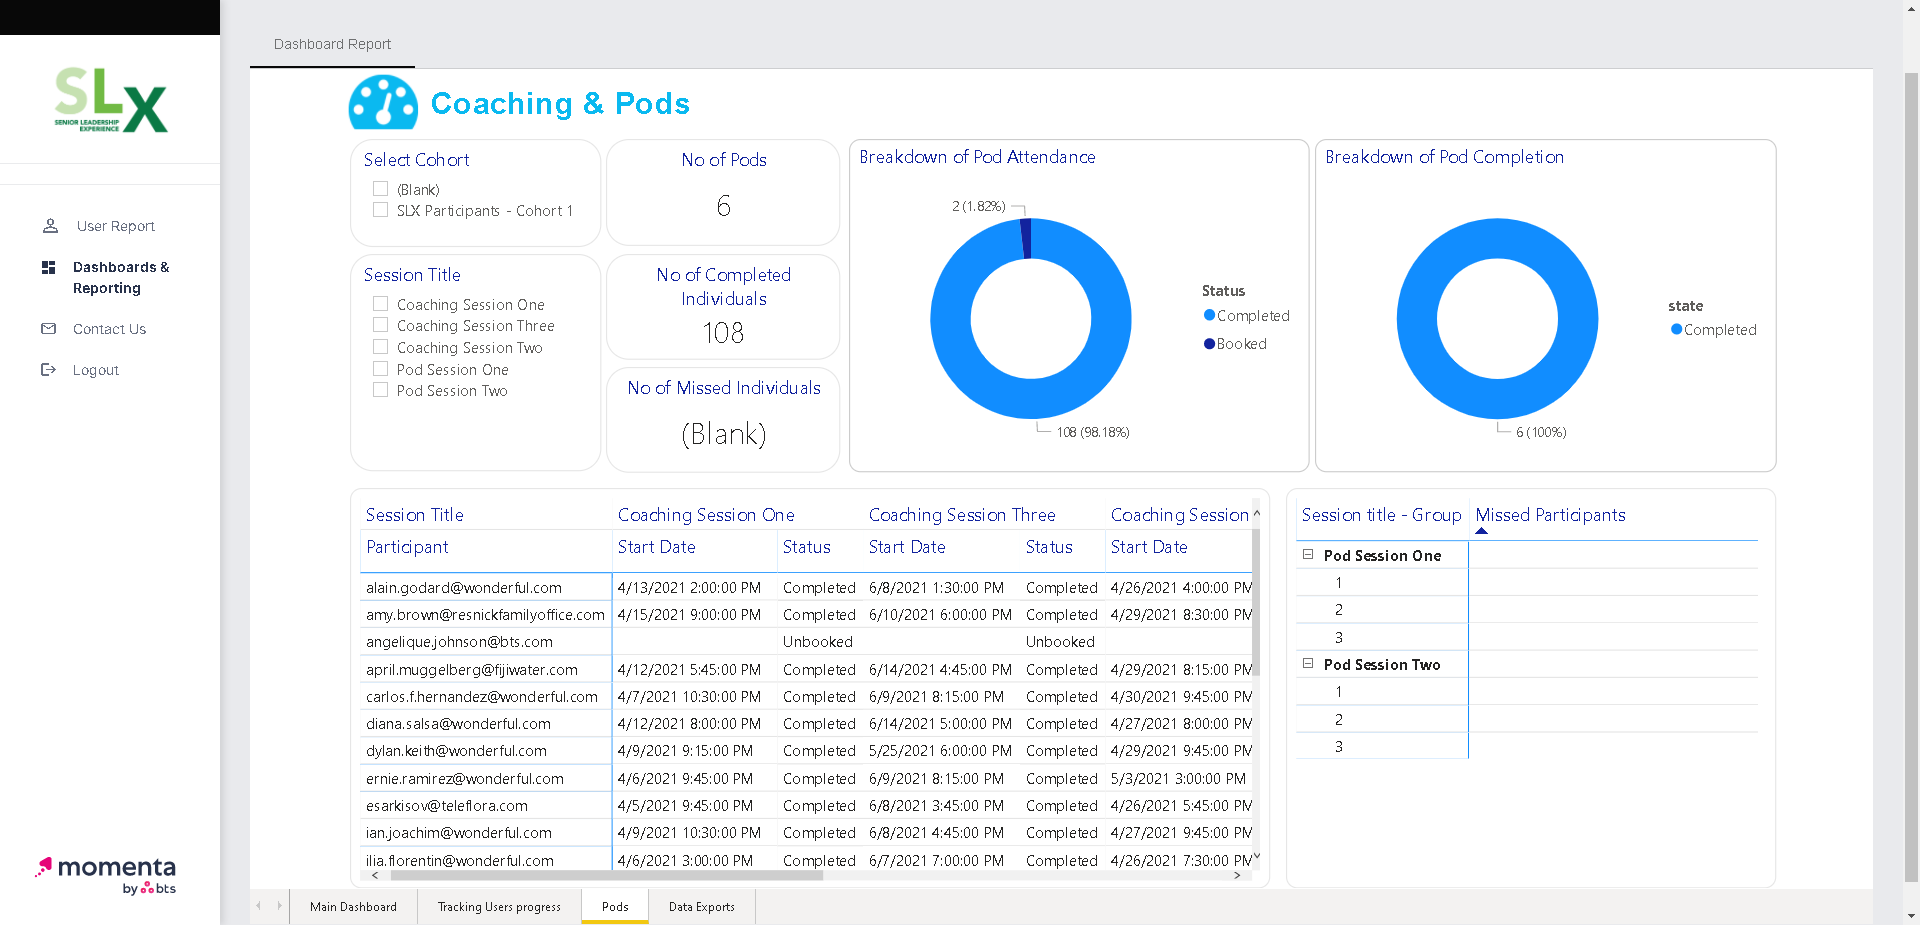 SLX
SENIOR LEADERSHIP
EXPERIENCE
User Report
Dashboards &
Reporting
Contact Us
Logout
momenta
by bts
Dashboard Report
Coaching & Pods
Select Cohort
(Blank)
SLX Participants - Cohort 1
Session Title
Coaching Session One
Coaching Session Three
Coaching Session Two
Pod Session One
Pod Session Two
No of Pods
6
No of Completed
Individuals
108
No of Missed Individuals
(Blank)
Breakdown of Pod Attendance
2 (1.82%)
108 (98.18%)
Status
Completed
Booked
Breakdown of Pod Completion
6 (100%)
state
Completed
Session Title Coaching Session One Coaching Session Three Coaching Session
Participant Start Date Status Start Date Status Start Date
alain.godard@wonderful.com 4/13/2021 2:00:00 PM Completed 6/8/2021 1:30:00 PM Completed 4/26/2021 4:00:00 PM
amy.brown@resnickfamilyoffice.com 4/15/2021 9:00:00 PM Completed 6/10/2021 6:00:00 PM Completed 4/29/2021 8:30:00 PM
angelique.johnson@bts.com Unbooked Unbooked
april.muggelberg@fijiwater.com 4/12/2021 5:45:00 PM Completed 6/14/2021 4:45:00 PM Completed 4/29/2021 8:15:00 PM
carlos.f.hernandez@wonderful.com 4/7/2021 10:30:00 PM Completed 6/9/2021 8:15:00 PM Completed 4/30/2021 9:45:00 PM
diana.salsa@wonderful.com 4/12/2021 8:00:00 PM Completed 6/14/2021 5:00:00 PM Completed 4/27/2021 8:00:00 PM
dylan.keith@wonderful.com 4/9/2021 9:15:00 PM Completed 5/25/2021 6:00:00 PM Completed 4/29/2021 9:45:00 PM
ernie.ramirez@wonderful.com 4/6/2021 9:45:00 PM Completed 6/9/2021 8:15:00 PM Completed 5/3/2021 3:00:00 PM
esarkisov@teleflora.com 4/5/2021 9:45:00 PM Completed 6/8/2021 3:45:00 PM Completed 4/26/2021 5:45:00 PM
ian.joachim@wonderful.com 4/9/2021 10:30:00 PM Completed 6/8/2021 4:45:00 PM Completed 4/27/2021 9:45:00 PM
ilia.florentin@wonderful.com 4/6/2021 3:00:00 PM Completed 6/7/2021 7:00:00 PM Completed 4/26/2021 7:30:00 PM
Session title - Group Missed Participants
Pod Session One
1
2
3
Pod Session Two
1
2
3
Main Dashboard Tracking Users progress Pods Data Exports